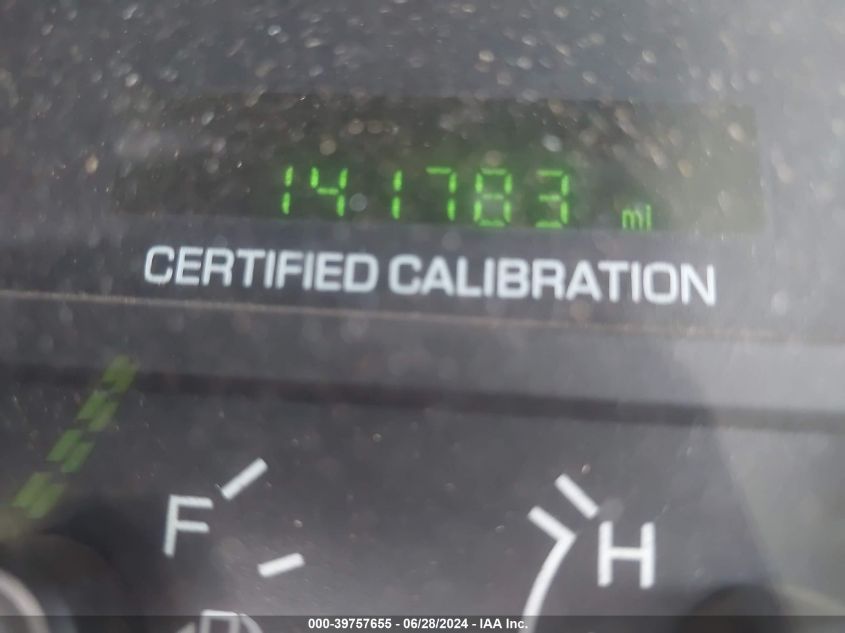 141783 mi
CERTIFIED CALIBRATION
F
H
000-39757655 - 06/28/2024 - IAA Inc.